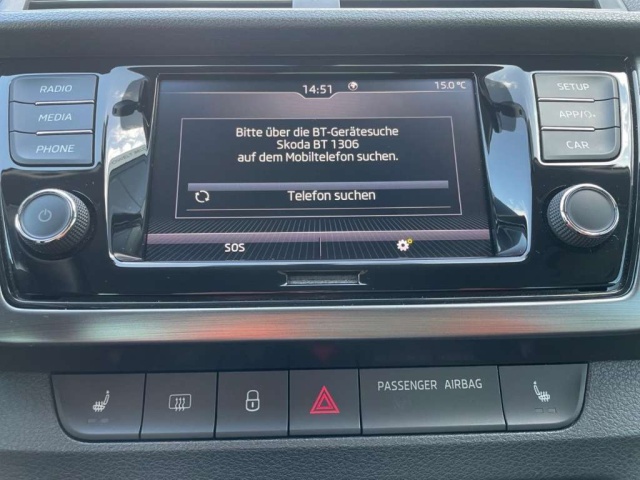 14:51
15.0 °C
RADIO
MEDIA
PHONE
Bitte über die BT-Gerätesuche
Skoda BT 1306
auf dem Mobiltelefon suchen.
Telefon suchen
SOS
SETUP
CAR
PASSENGER AIRBAG